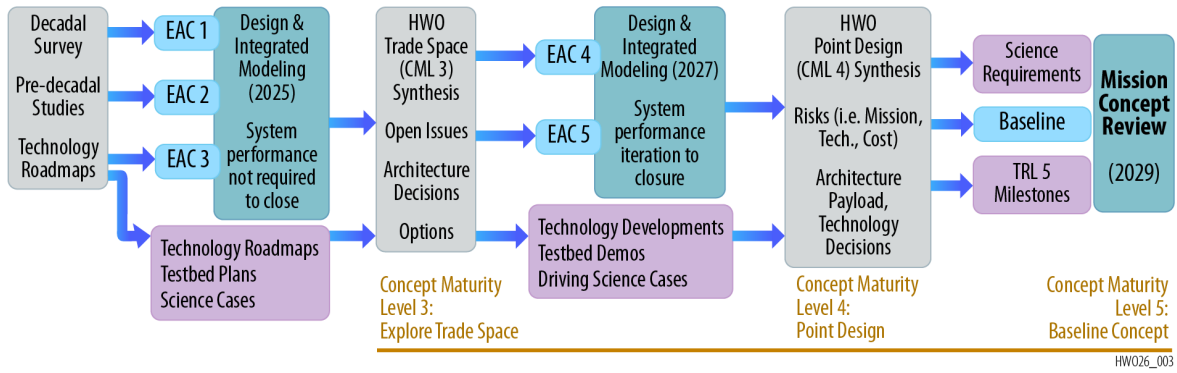 Decadal
Survey
Pre-decadal
Studies
Technology
Roadmaps
EAC 1
EAC 2
EAC 3
Design &
Integrated
Modeling
(2025)
System
performance
not required
to close
Technology Roadmaps
Testbed Plans
Science Cases
HWO
Trade Space
(CML 3)
Synthesis
Open Issues
Architecture
Decisions
Options
EAC 4
EAC 5
Design &
Integrated
Modeling (2027)
System
performance
iteration to
closure
Technology Developments
Testbed Demos
Driving Science Cases
HWO
Point Design
(CML 4) Synthesis
Risks (i.e. Mission,
Tech., Cost)
Architecture
Payload,
Technology
Decisions
Science
Requirements
Baseline
TRL 5
Milestones
Mission
Concept
Review
(2029)
Concept Maturity
Level 3:
Explore Trade Space
Concept Maturity
Level 4:
Point Design
Concept Maturity
Level 5:
Baseline Concept
HWO26_003